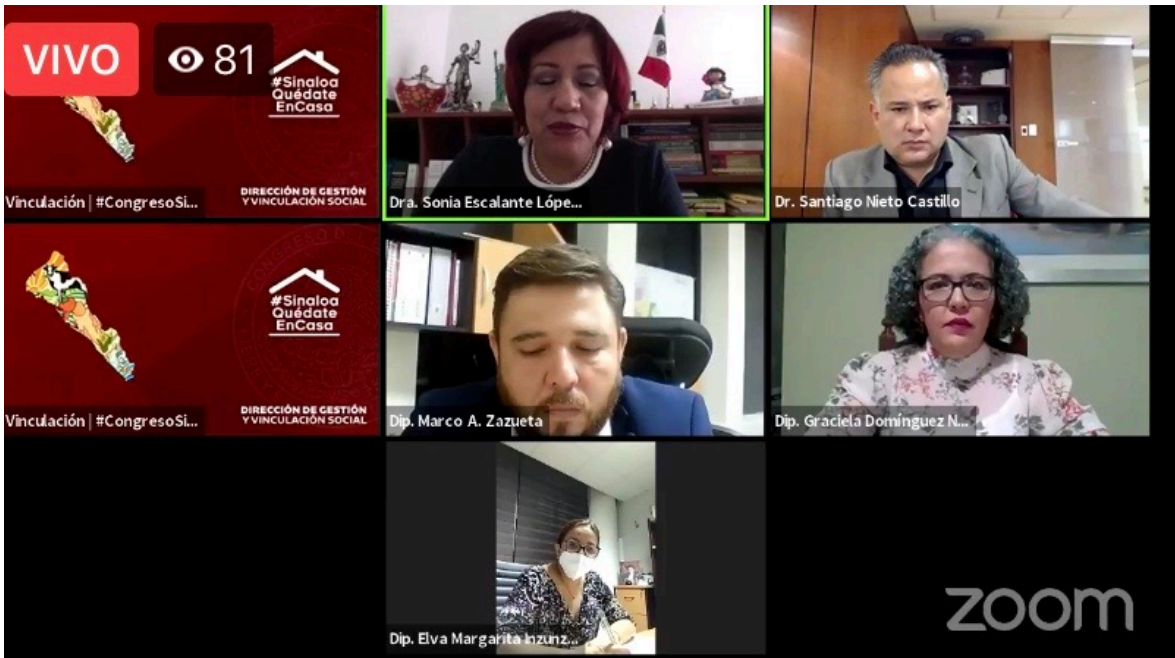 VIVO
81
#Sinaloa
Quédate
EnCasa
DIRECCIÓN DE GESTIÓN
Y VINCULACIÓN SOCIAL
Vinculación | #CongresoSi...
Dra. Sonia Escalante Lópe...
Dr. Santiago Nieto Castillo
#Sinaloa
Quédate
EnCasa
DIRECCIÓN DE GESTIÓN
Y VINCULACIÓN SOCIAL
Vinculación | #CongresoSi...
Dip. Marco A. Zazueta
Dip. Graciela Domínguez N...
Dip. Elva Margarita Inzunz...
zoom